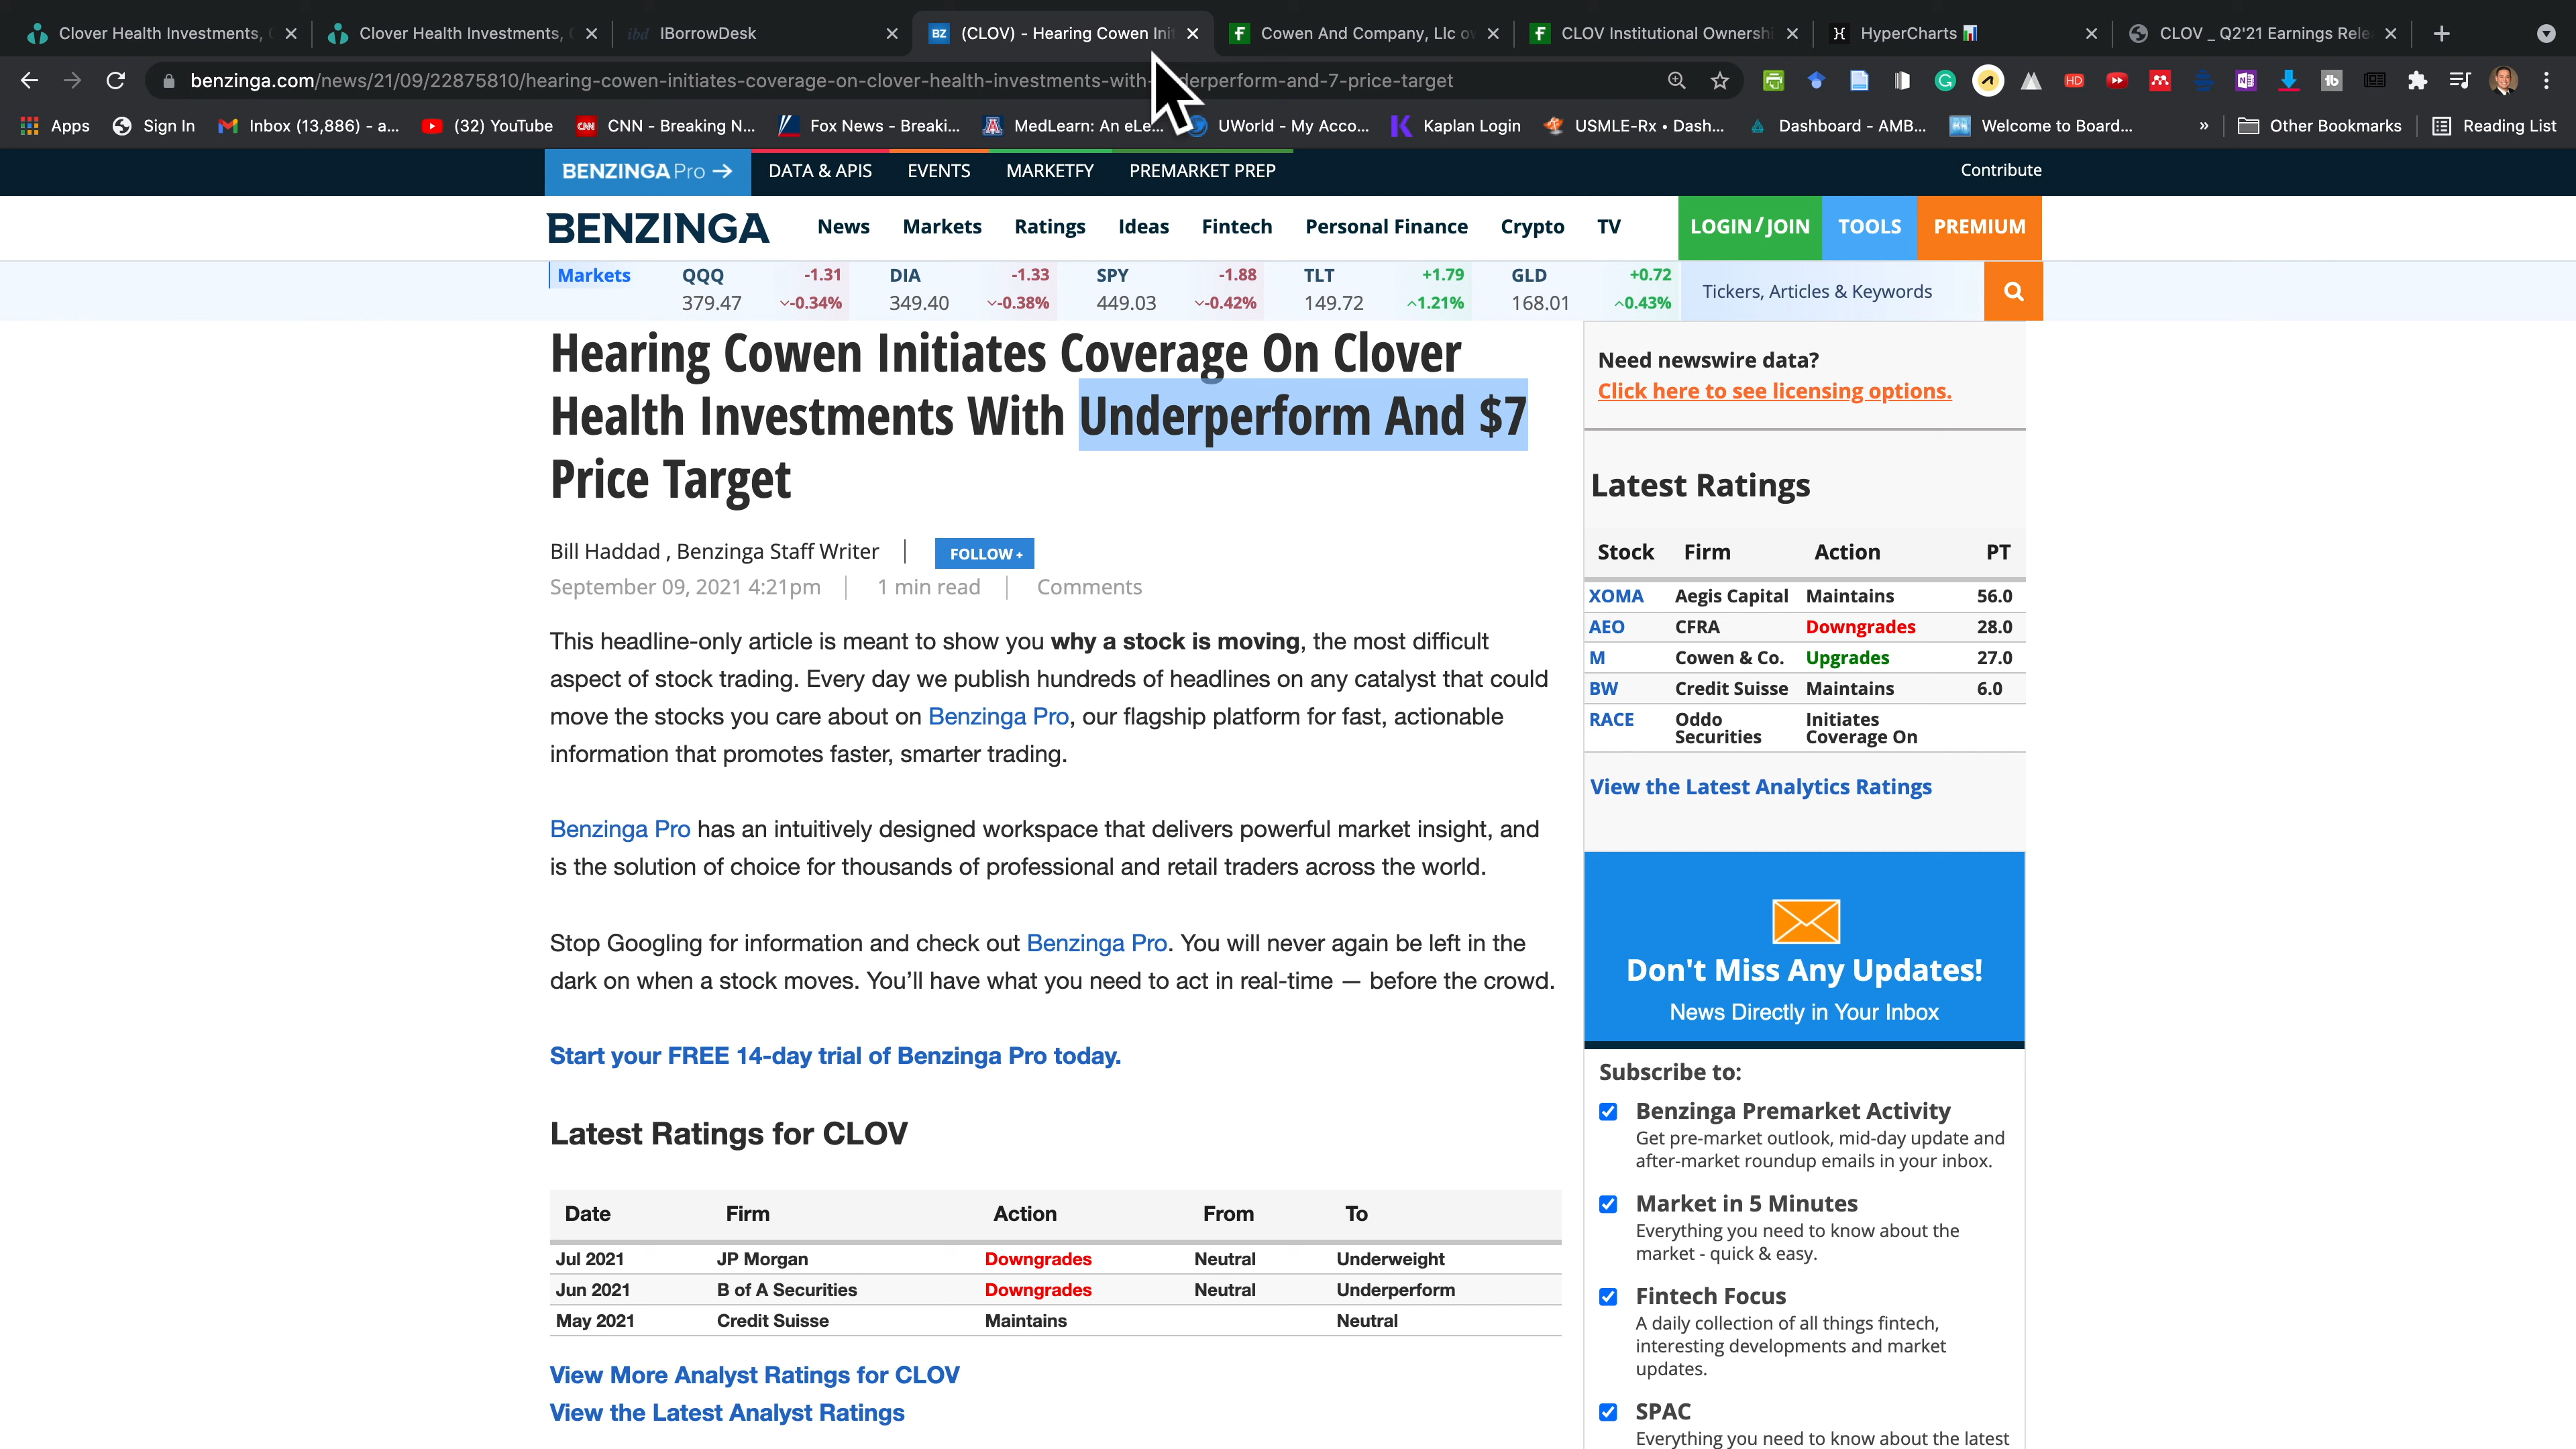 Clover Health Investments,
Clover Health Investments,
ibd IBorrowDesk
BZ (CLOV) - Hearing Cowen Init
Cowen And Company, Llc
CLOV Institutional Ownersh
HyperCharts
CLOV _ Q2'21 Earnings Rele
benzinga.com/news/21/09/22875810/hearing-cowen-initiates-coverage-on-clover-health-investments-with- derperform-and-7-price-target
Apps
Sign In
Inbox (13,886) - a...
(32) YouTube
CNN - Breaking N...
Fox News - Breaki...
MedLearn: An eLe...
UWorld - My Acco...
Kaplan Login
USMLE-Rx • Dash...
Dashboard - AMB...
Welcome to Board...
»
Other Bookmarks
Reading List
BENZINGA Pro →
DATA & APIS
EVENTS
MARKETFY
PREMARKET PREP
Contribute
BENZINGA
News
Markets
Ratings
Ideas
Fintech
Personal Finance
Crypto
TV
LOGIN/JOIN
TOOLS
PREMIUM
Markets
QQQ -1.31
379.47 -0.34%
DIA -1.33
349.40 -0.38%
SPY -1.88
449.03 -0.42%
TLT +1.79
149.72 1.21%
GLD +0.72
168.01 0.43%
Tickers, Articles & Keywords
Hearing Cowen Initiates Coverage On Clover
Health Investments With Underperform And $7
Price Target
Bill Haddad , Benzinga Staff Writer
FOLLOW +
September 09, 2021 4:21pm | 1 min read | Comments
This headline-only article is meant to show you why a stock is moving, the most difficult
aspect of stock trading. Every day we publish hundreds of headlines on any catalyst that could
move the stocks you care about on Benzinga Pro, our flagship platform for fast, actionable
information that promotes faster, smarter trading.
Benzinga Pro has an intuitively designed workspace that delivers powerful market insight, and
is the solution of choice for thousands of professional and retail traders across the world.
Stop Googling for information and check out Benzinga Pro. You will never again be left in the
dark on when a stock moves. You'll have what you need to act in real-time — before the crowd.
Start your FREE 14-day trial of Benzinga Pro today.
Latest Ratings for CLOV
Date Firm Action From To
Jul 2021 JP Morgan Downgrades Neutral Underweight
Jun 2021 B of A Securities Downgrades Neutral Underperform
May 2021 Credit Suisse Maintains Neutral
View More Analyst Ratings for CLOV
View the Latest Analyst Ratings
Need newswire data?
Click here to see licensing options.
Latest Ratings
Stock Firm Action PT
XOMA Aegis Capital Maintains 56.0
AEO CFRA Downgrades 28.0
M Cowen & Co. Upgrades 27.0
BW Credit Suisse Maintains 6.0
RACE Oddo Initiates
Securities Coverage On
View the Latest Analytics Ratings
Don't Miss Any Updates!
News Directly in Your Inbox
Subscribe to:
Benzinga Premarket Activity
Get pre-market outlook, mid-day update and
after-market roundup emails in your inbox.
Market in 5 Minutes
Everything you need to know about the
market - quick & easy.
Fintech Focus
A daily collection of all things fintech,
interesting developments and market
updates.
SPAC
Everything you need to know about the latest